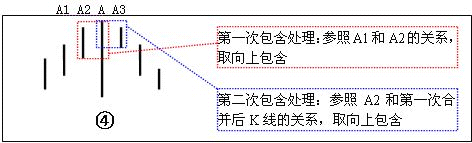 A1 A2 A A3
第一次包含处理：参照A1和A2的关系，
取向上包含
第二次包含处理：参照 A2和第一次合
并后K线的关系，取向上包含
④